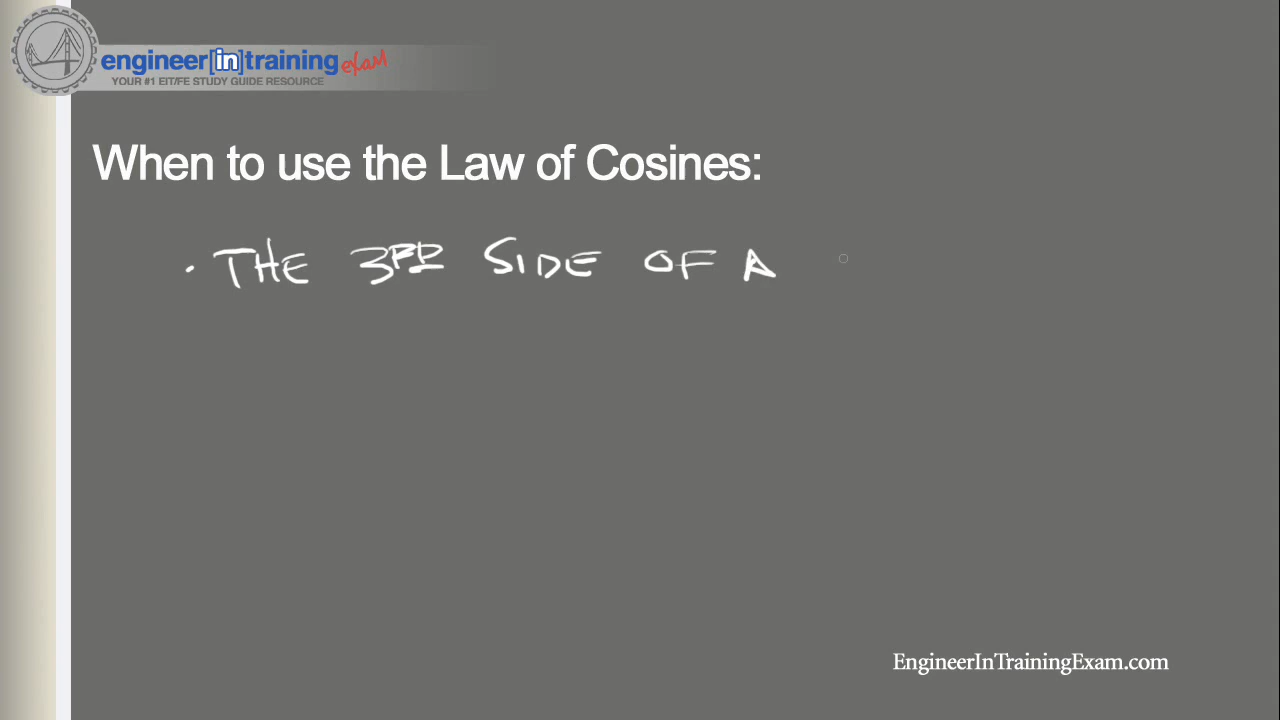 engineer[in]training exam
YOUR #1 EIT/FE STUDY GUIDE RESOURCE
When to use the Law of Cosines:
• THE 3RD SIDE OF A
EngineerInTrainingExam.com